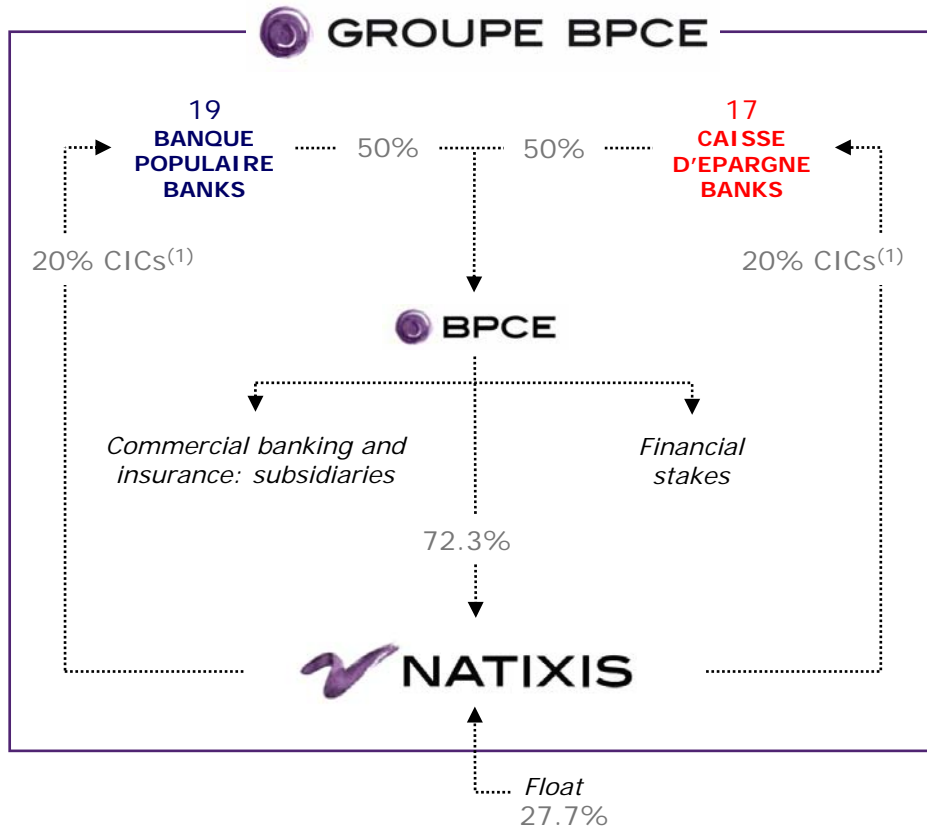 GROUPE BPCE
19
BANQUE
POPULAIRE
BANKS
50%
50%
17
CAISSE
D'EPARGNE
BANKS
20% CICs(1)
20% CICs(1)
BPCE
Commercial banking and
insurance: subsidiaries
Financial
stakes
72.3%
NATIXIS
Float
27.7%